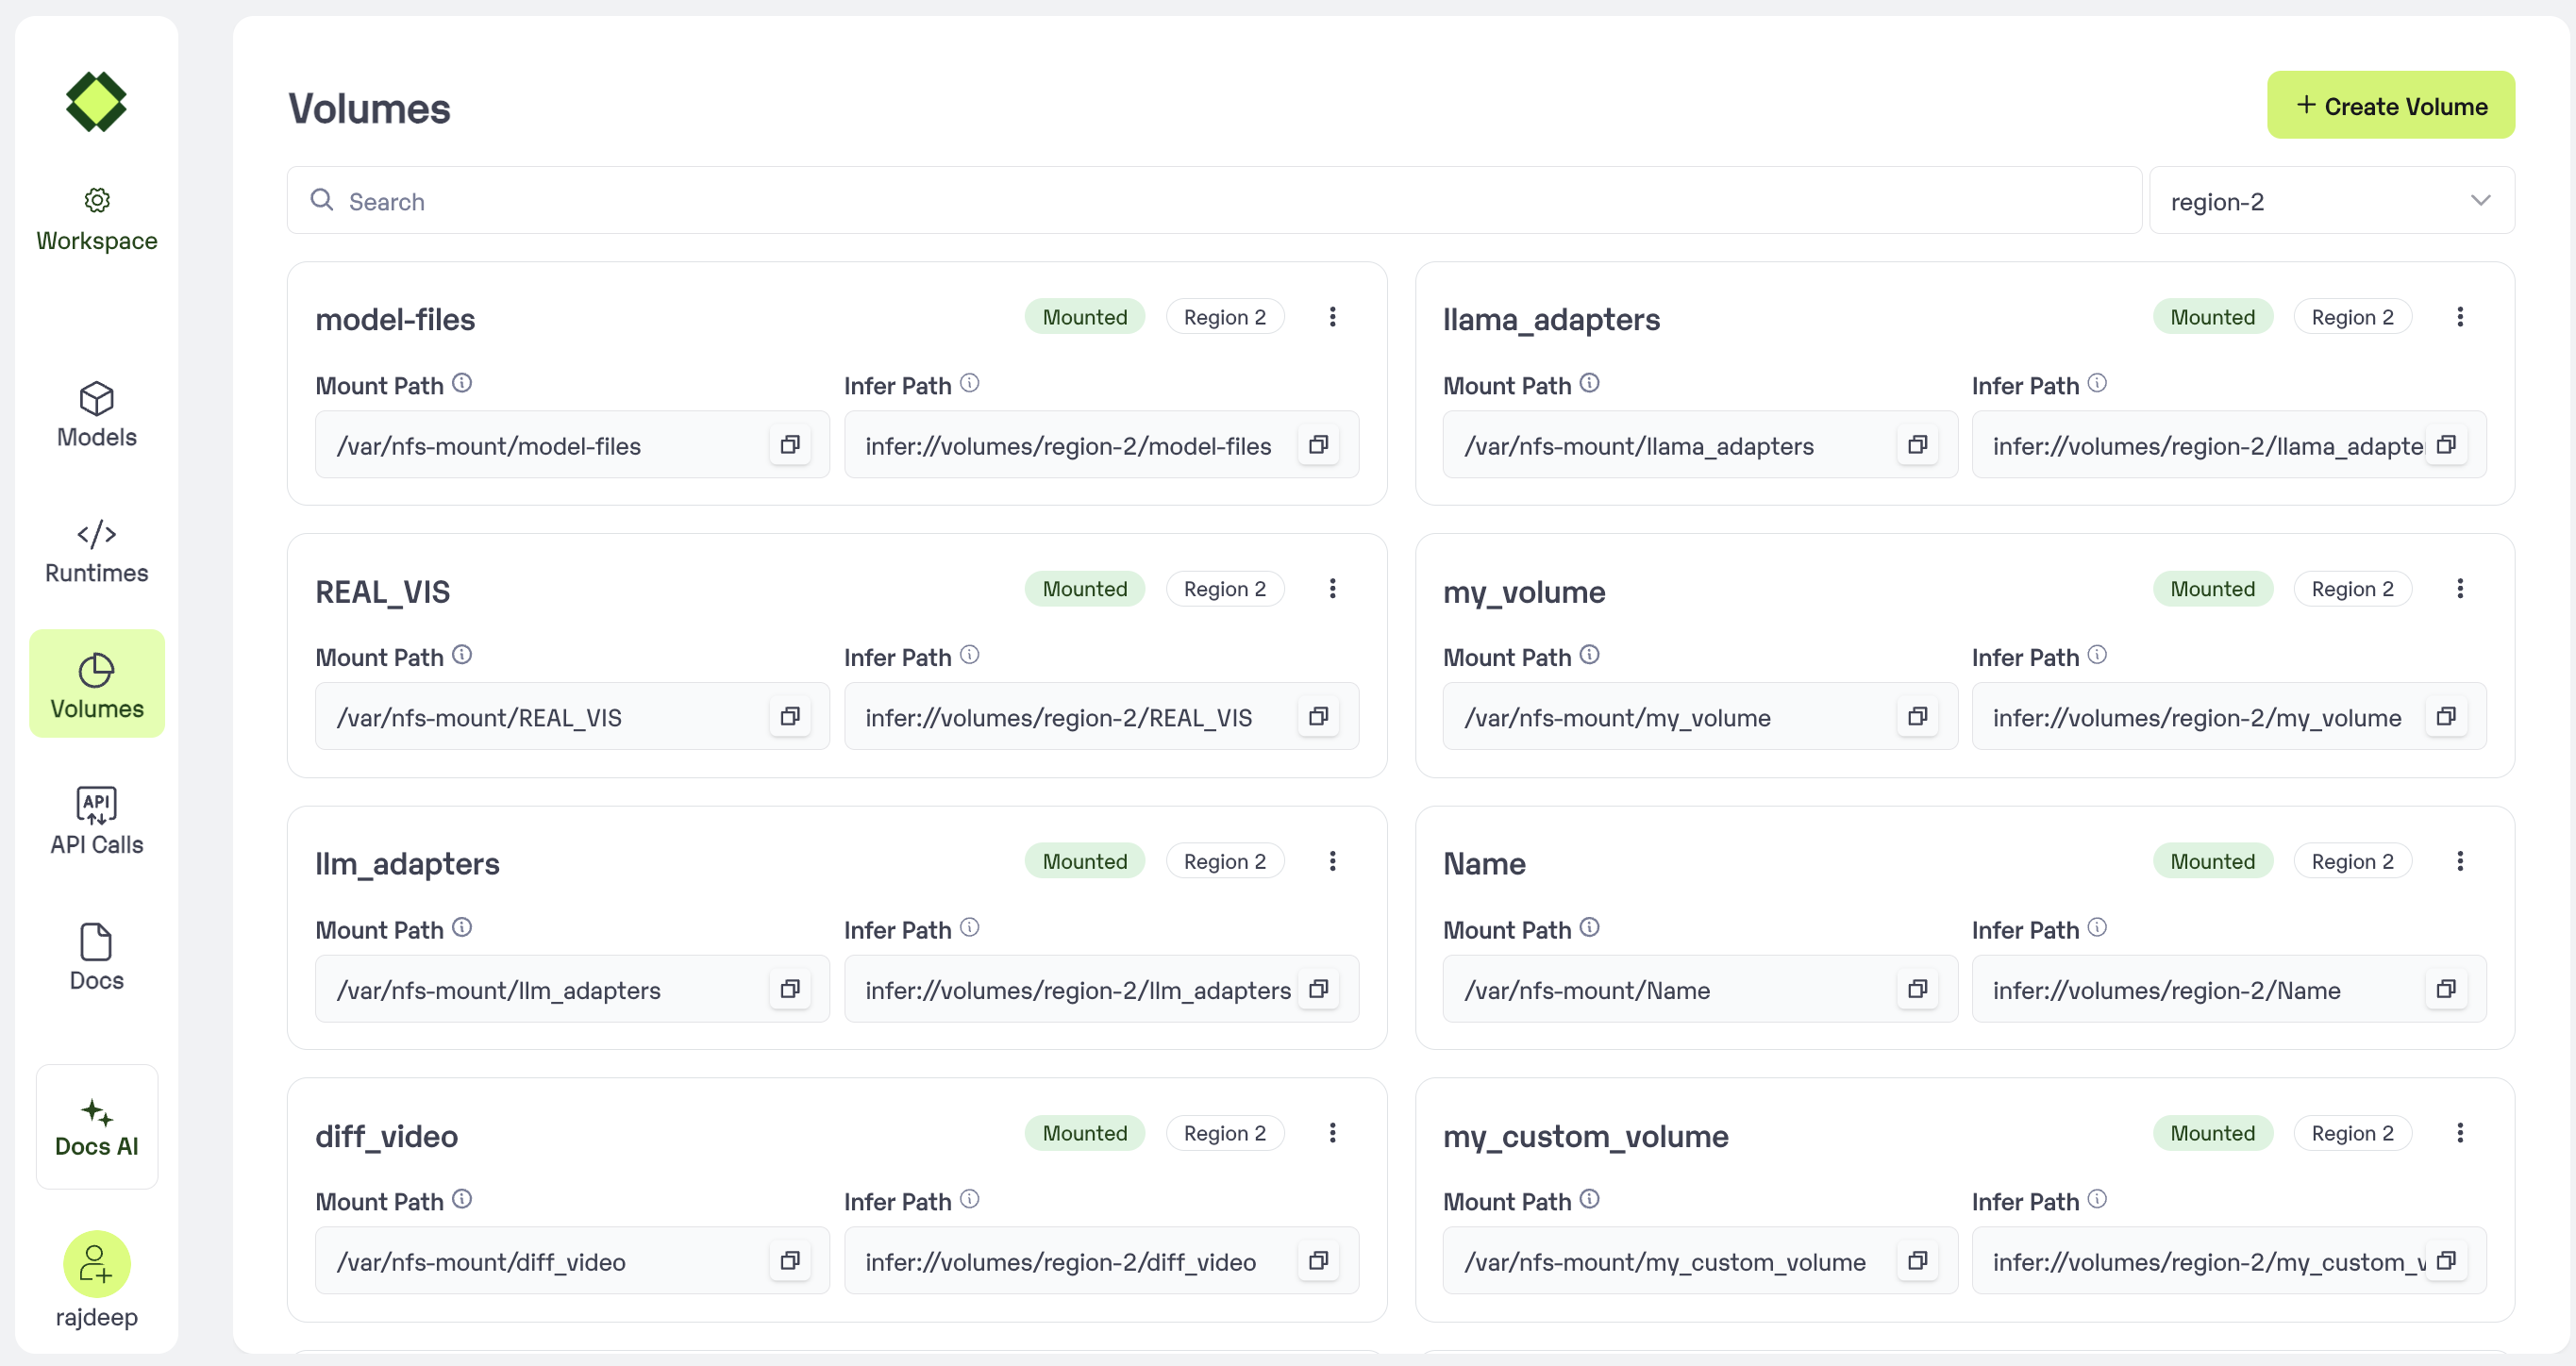 Workspace
Models
Runtimes
Volumes
API
API Calls
Docs
Docs AI
rajdeep
Volumes
+ Create Volume
Search
region-2
model-files
Mounted
Region 2
Mount Path
Infer Path
/var/nfs-mount/model-files
infer://volumes/region-2/model-files
llama_adapters
Mounted
Region 2
Mount Path
Infer Path
/var/nfs-mount/llama_adapters
infer://volumes/region-2/llama_adapte
REAL_VIS
Mounted
Region 2
Mount Path
Infer Path
/var/nfs-mount/REAL_VIS
infer://volumes/region-2/REAL_VIS
my_volume
Mounted
Region 2
Mount Path
Infer Path
/var/nfs-mount/my_volume
infer://volumes/region-2/my_volume
llm_adapters
Mounted
Region 2
Mount Path
Infer Path
/var/nfs-mount/llm_adapters
infer://volumes/region-2/llm_adapters
Name
Mounted
Region 2
Mount Path
Infer Path
/var/nfs-mount/Name
infer://volumes/region-2/Name
diff_video
Mounted
Region 2
Mount Path
Infer Path
/var/nfs-mount/diff_video
infer://volumes/region-2/diff_video
my_custom_volume
Mounted
Region 2
Mount Path
Infer Path
/var/nfs-mount/my_custom_volume
infer://volumes/region-2/my_custom_v